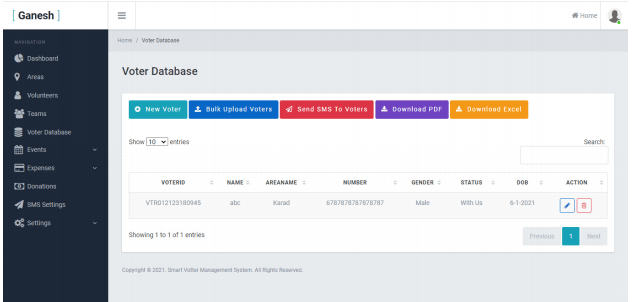 [ Ganesh ]
Home
NAVIGATION
Dashboard
Areas
Volunteers
Teams
Voter Database
Events
Expenses
Donations
SMS Settings
Settings
Home / Voter Database
Voter Database
New Voter
Bulk Upload Voters
Send SMS To Voters
Download PDF
Download Excel
Show 10 entries
Search:
VOTERID NAME AREANAME NUMBER GENDER STATUS DOB ACTION
VTR012123180945 abc Karad 6787878787878787 Male With Us 6-1-2021
Showing 1 to 1 of 1 entries
Previous 1 Next
Copyright © 2021. Smart Votter Management System. All Rights Reserved.